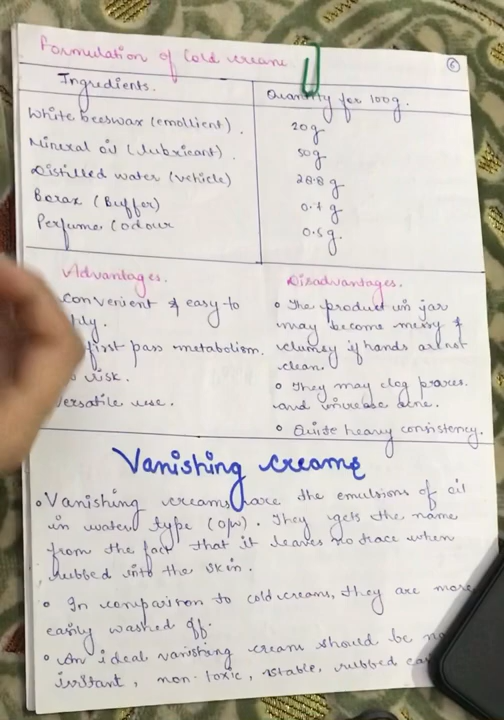 Formulation of Cold creame
6
Ingredients. Quantity for 100g.
White beeswax (emollient). 20g
Mineral oil (lubricant). 50g
Distilled water (vehicle) 28.8 g
Borax (Buffer) 0.7 g
Perfume (odour 0.5g.
Advantages.
convenient & easy to
first pass metabolism.
risk.
versatile use.
Disadvantages.
• The product in jar
may become messy &
clumsy if hands are not
clean.
• They may clog
and increase acne.
• Quite heavy consistency.
Vanishing creame
• Vanishing creams are the emulsions of oil
in water type (o/w). They gets the name
from the fact that it leaves no trace when
rubbed into the skin.
• In comparison to cold creams, they are more
easily washed off.
• An ideal vanishing cream should be
irritant, non-toxic, stable, rubbed